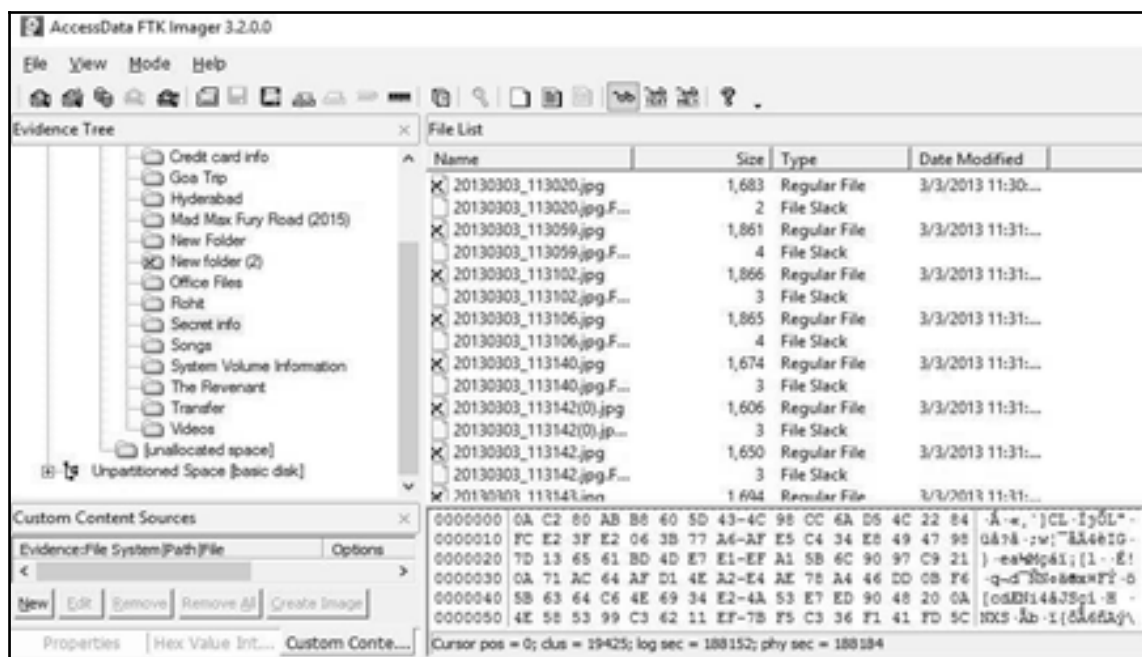 AccessData FTK Imager 3.2.0.0
File View Mode Help
Evidence Tree
Credit card info
Goa Trip
Hyderabad
Mad Max Fury Road (2015)
New Folder
New folder (2)
Office Files
Rohit
Secret info
Songs
System Volume Information
The Revenant
Transfer
Videos
[unallocated space]
Unpartitioned Space [basic disk]
Custom Content Sources
Evidence:File System|Path|File Options
New Edit Remove Remove All Create Image
Properties Hex Value Int... Custom Conte...
File List
Name Size Type Date Modified
20130303_113020.jpg 1,683 Regular File 3/3/2013 11:30:...
20130303_113020.jpg.F... 2 File Slack
20130303_113059.jpg 1,861 Regular File 3/3/2013 11:31:...
20130303_113059.jpg.F... 4 File Slack
20130303_113102.jpg 1,866 Regular File 3/3/2013 11:31:...
20130303_113102.jpg.F... 3 File Slack
20130303_113106.jpg 1,865 Regular File 3/3/2013 11:31:...
20130303_113106.jpg.F... 4 File Slack
20130303_113140.jpg 1,674 Regular File 3/3/2013 11:31:...
20130303_113140.jpg.F... 3 File Slack
20130303_113142(0).jpg 1,606 Regular File 3/3/2013 11:31:...
20130303_113142(0).jp... 3 File Slack
20130303_113142.jpg 1,650 Regular File 3/3/2013 11:31:...
20130303_113142.jpg.F... 3 File Slack
20130303_113143.jpg 1,694 Regular File 3/3/2013 11:31:...
0000000 0A C2 80 AB B8 60 5D 43-4C 98 CC 6A D5 4C 22 84
0000010 FC E2 3F E2 06 3B 77 A6-AF E5 C4 34 E8 49 47 98
0000020 7D 13 65 61 BD 4D E7 E1-EF A1 5B 6C 90 97 C9 21
0000030 0A 71 AC 64 AF D1 4E A2-E4 AE 78 A4 46 DD 0B F6
0000040 5B 63 64 C6 4E 69 34 E2-4A 53 E7 ED 90 48 20 0A
0000050 4E 58 53 99 C3 62 11 EF-7B F5 C3 36 F1 41 FD 5C
Cursor pos = 0; clus = 19425; log sec = 188152; phy sec = 188184